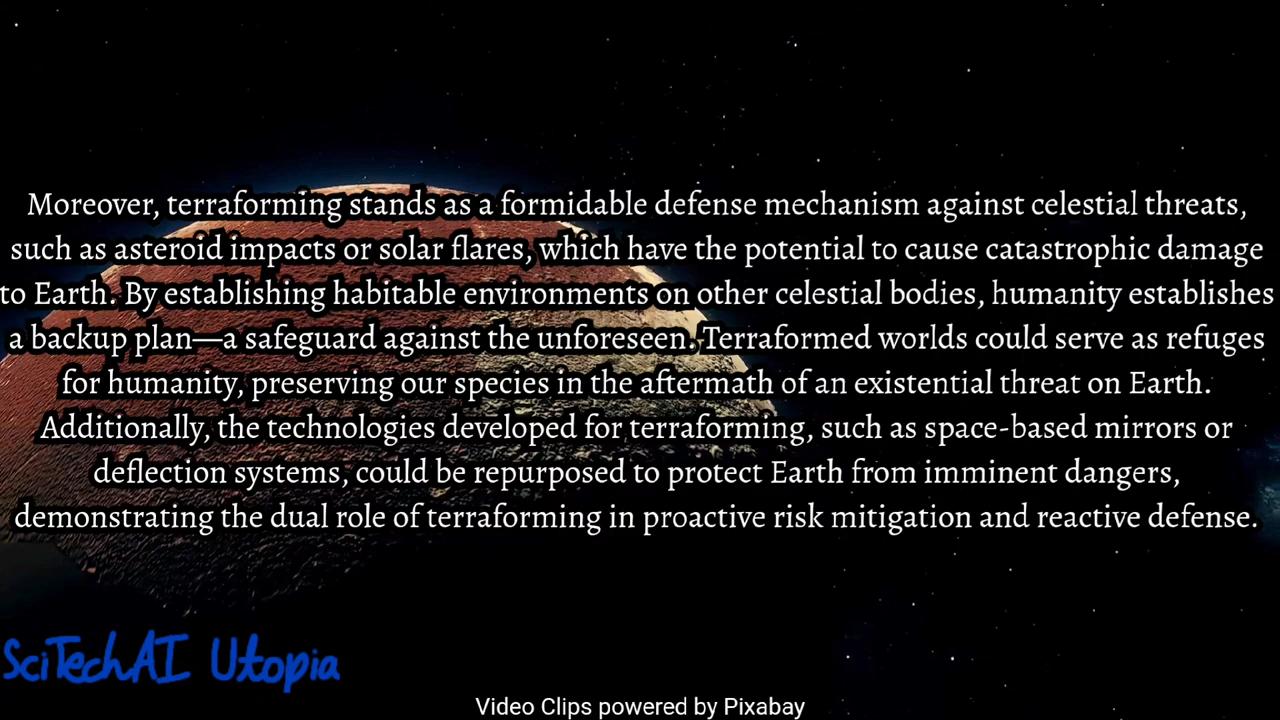 Moreover, terraforming stands as a formidable defense mechanism against celestial threats,
such as asteroid impacts or solar flares, which have the potential to cause catastrophic damage
to Earth. By establishing habitable environments on other celestial bodies, humanity establishes
a backup plan—a safeguard against the unforeseen. Terraformed worlds could serve as refuges
for humanity, preserving our species in the aftermath of an existential threat on Earth.
Additionally, the technologies developed for terraforming, such as space-based mirrors or
deflection systems, could be repurposed to protect Earth from imminent dangers,
demonstrating the dual role of terraforming in proactive risk mitigation and reactive defense.
SciTechAI Utopia
Video Clips powered by Pixabay